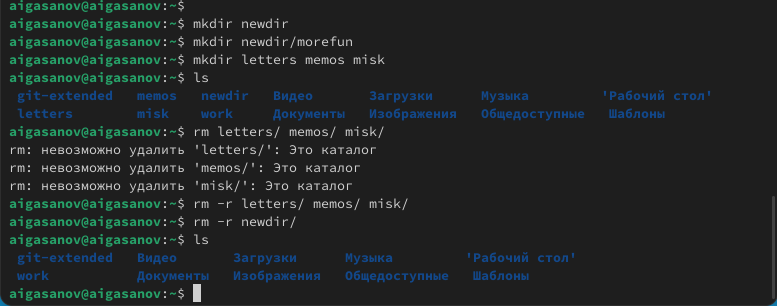 aigasanov@aigasanov:~$
aigasanov@aigasanov:~$ mkdir newdir
aigasanov@aigasanov:~$ mkdir newdir/morefun
aigasanov@aigasanov:~$ mkdir letters memos misk
aigasanov@aigasanov:~$ ls
git-extended memos newdir Видео Загрузки Музыка 'Рабочий стол'
letters misk work Документы Изображения Общедоступные Шаблоны
aigasanov@aigasanov:~$ rm letters/ memos/ misk/
rm: невозможно удалить 'letters/': Это каталог
rm: невозможно удалить 'memos/': Это каталог
rm: невозможно удалить 'misk/': Это каталог
aigasanov@aigasanov:~$ rm -r letters/ memos/ misk/
aigasanov@aigasanov:~$ rm -r newdir/
aigasanov@aigasanov:~$ ls
git-extended Видео Загрузки Музыка 'Рабочий стол'
work Документы Изображения Общедоступные Шаблоны
aigasanov@aigasanov:~$